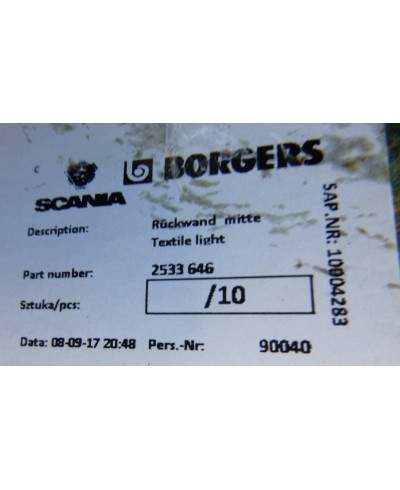 C
SCANIA
BORGERS
Description: Rückwand mitte
Textile light
Part number: 2533 646
Sztuka/pcs: /10
Data: 08-09-17 20:48 Pers.-Nr: 90040
SAP.NR: 10004283